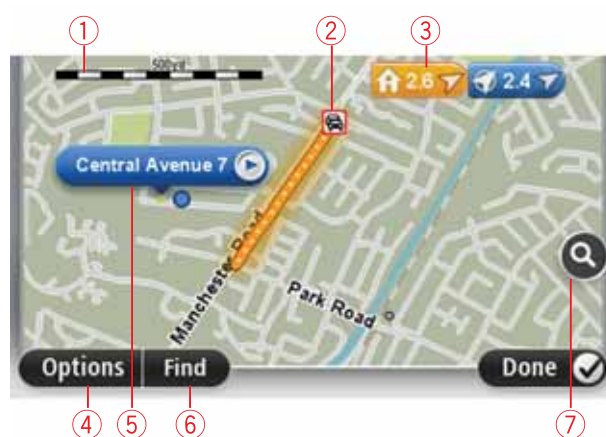 ① ② ③
500yd
2.6 2.4
Central Avenue 7
Manchester Road
Park Road
Options Find Done
④ ⑤ ⑥ ⑦